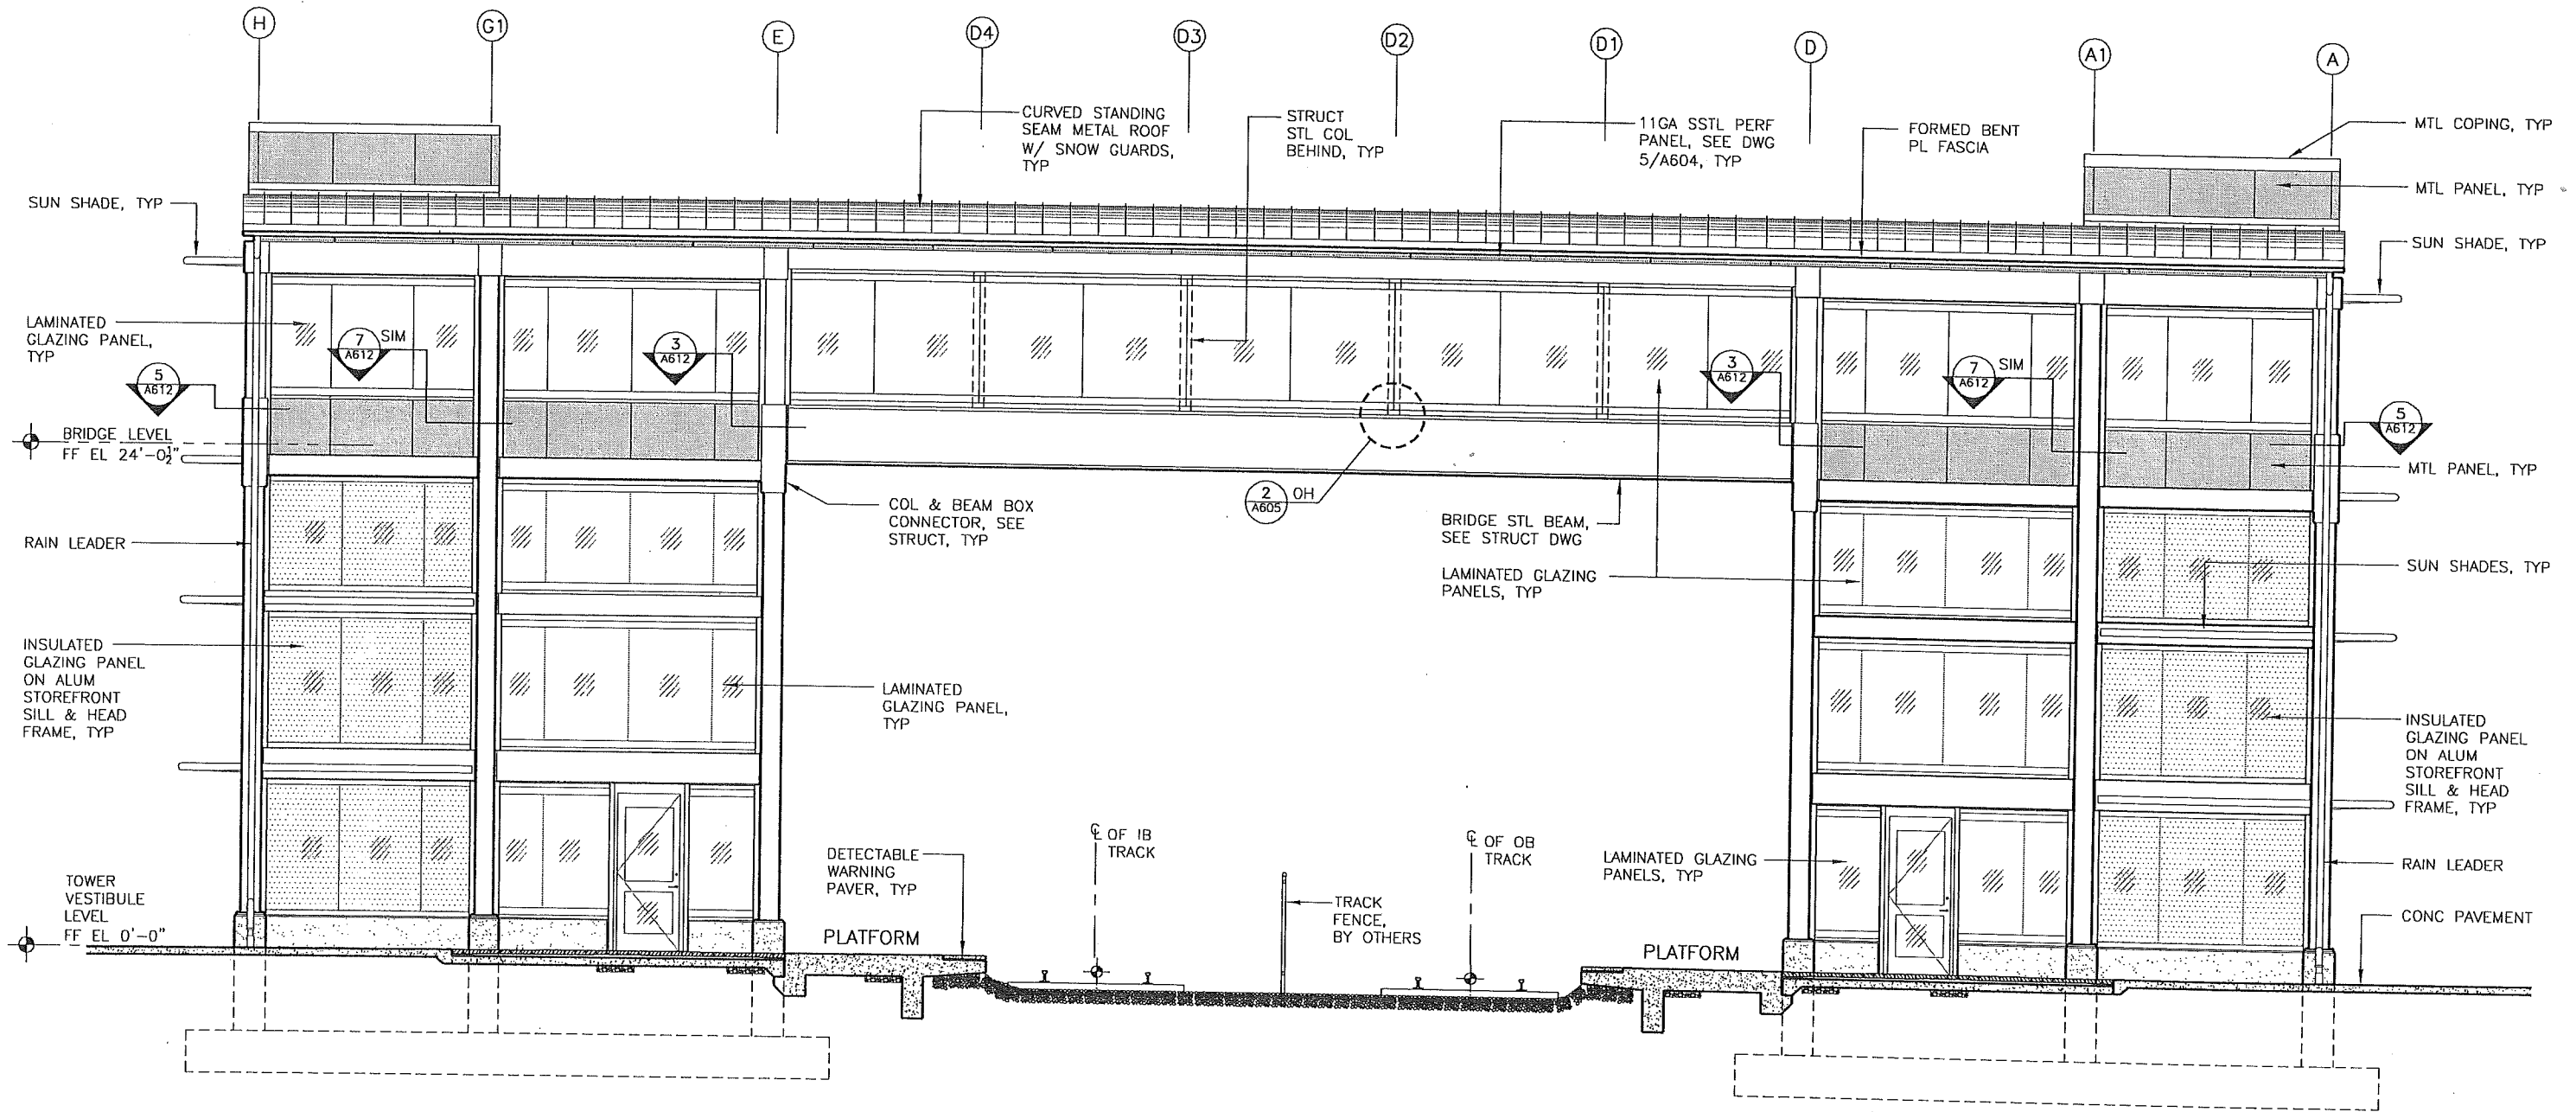 H
G1
E
D4
D3
D2
D1
D
A1
A
CURVED STANDING
SEAM METAL ROOF
W/ SNOW GUARDS,
TYP
STRUCT
STL COL
BEHIND, TYP
11GA SSTL PERF
PANEL, SEE DWG
5/A604, TYP
FORMED BENT
PL FASCIA
MTL COPING, TYP
MTL PANEL, TYP
SUN SHADE, TYP
SUN SHADE, TYP
LAMINATED
GLAZING PANEL,
TYP
7 SIM
A612
3
A612
3
A612
7 SIM
A612
5
A612
5
A612
BRIDGE LEVEL
FF EL 24'-0½"
MTL PANEL, TYP
COL & BEAM BOX
CONNECTOR, SEE
STRUCT, TYP
2 OH
A605
BRIDGE STL BEAM,
SEE STRUCT DWG
RAIN LEADER
LAMINATED GLAZING
PANELS, TYP
SUN SHADES, TYP
INSULATED
GLAZING PANEL
ON ALUM
STOREFRONT
SILL & HEAD
FRAME, TYP
LAMINATED
GLAZING PANEL,
TYP
INSULATED
GLAZING PANEL
ON ALUM
STOREFRONT
SILL & HEAD
FRAME, TYP
℄ OF IB
TRACK
℄ OF OB
TRACK
DETECTABLE
WARNING
PAVER, TYP
LAMINATED GLAZING
PANELS, TYP
RAIN LEADER
TOWER
VESTIBULE
LEVEL
FF EL 0'-0"
TRACK
FENCE,
BY OTHERS
CONC PAVEMENT
PLATFORM
PLATFORM